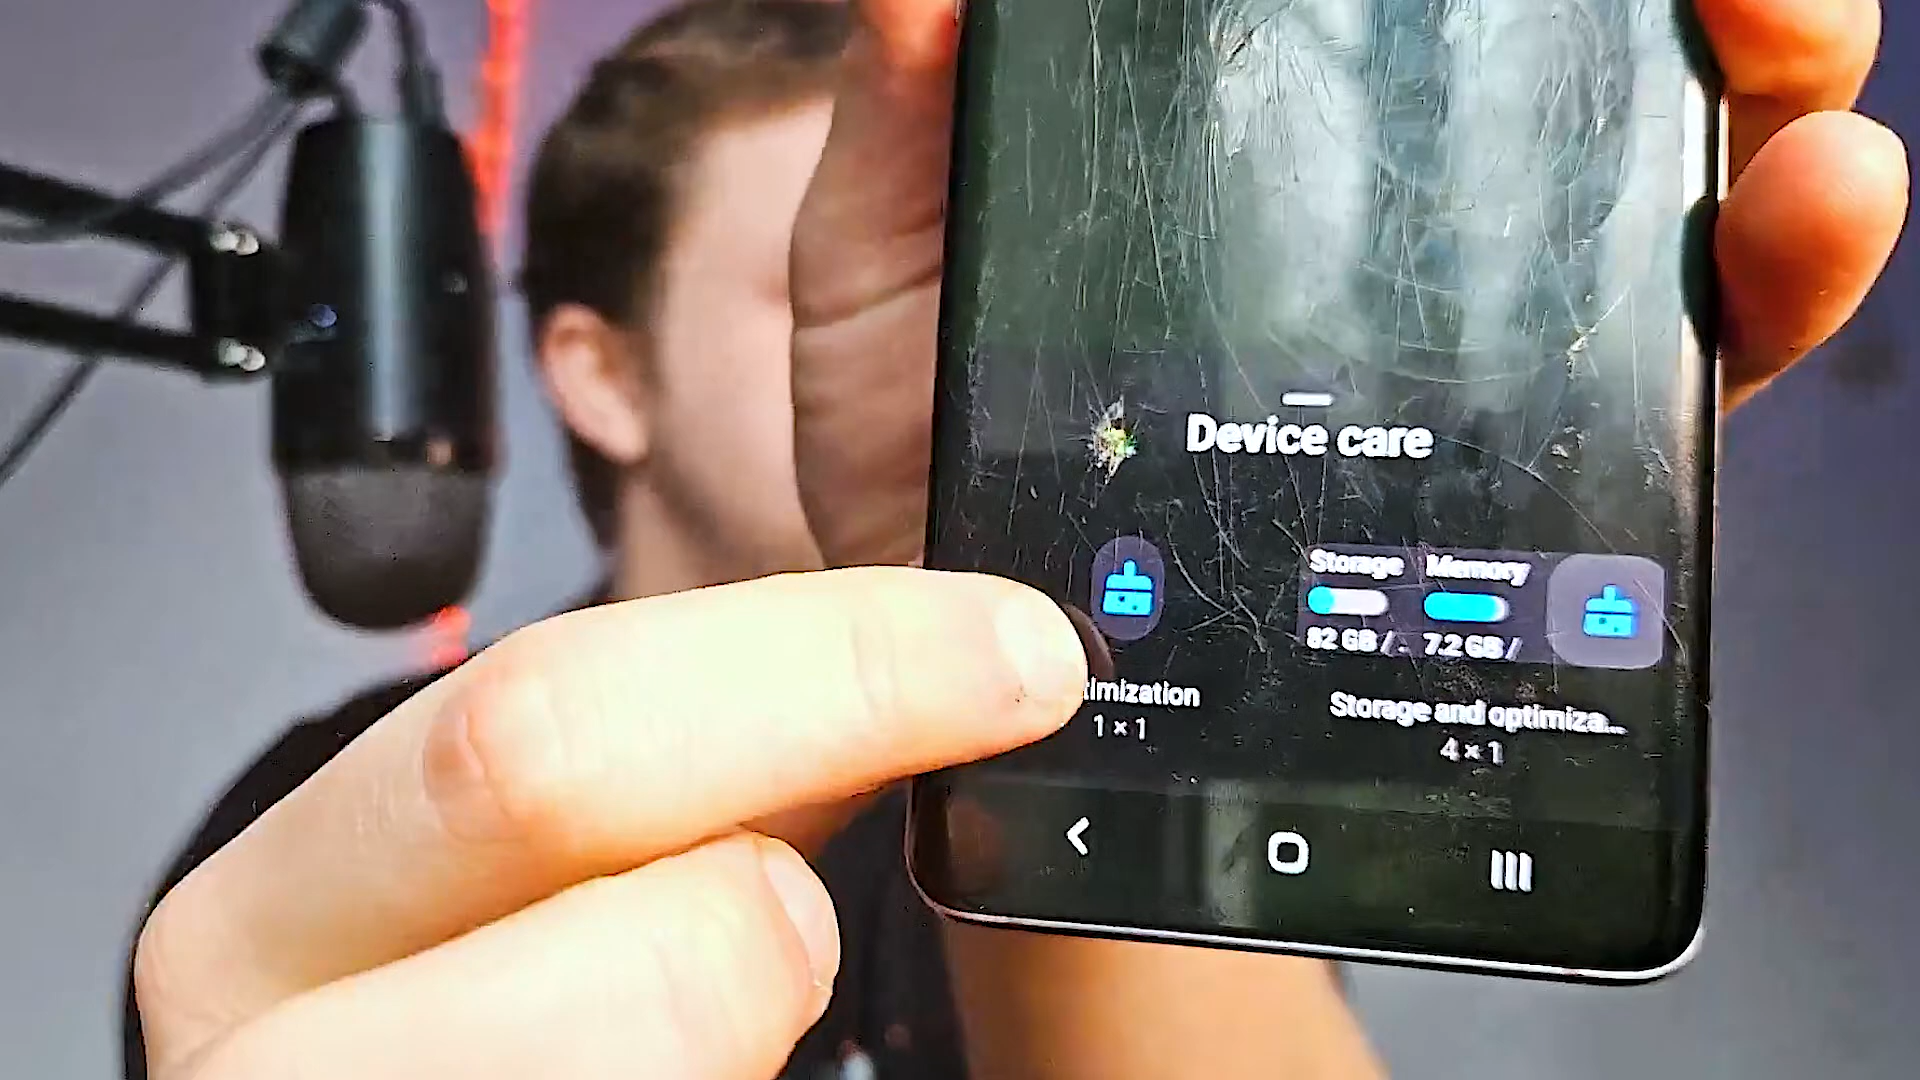 Device care
Storage Memory
82 GB / . 7.2 GB /
timization
1 × 1
Storage and optimiza...
4 × 1